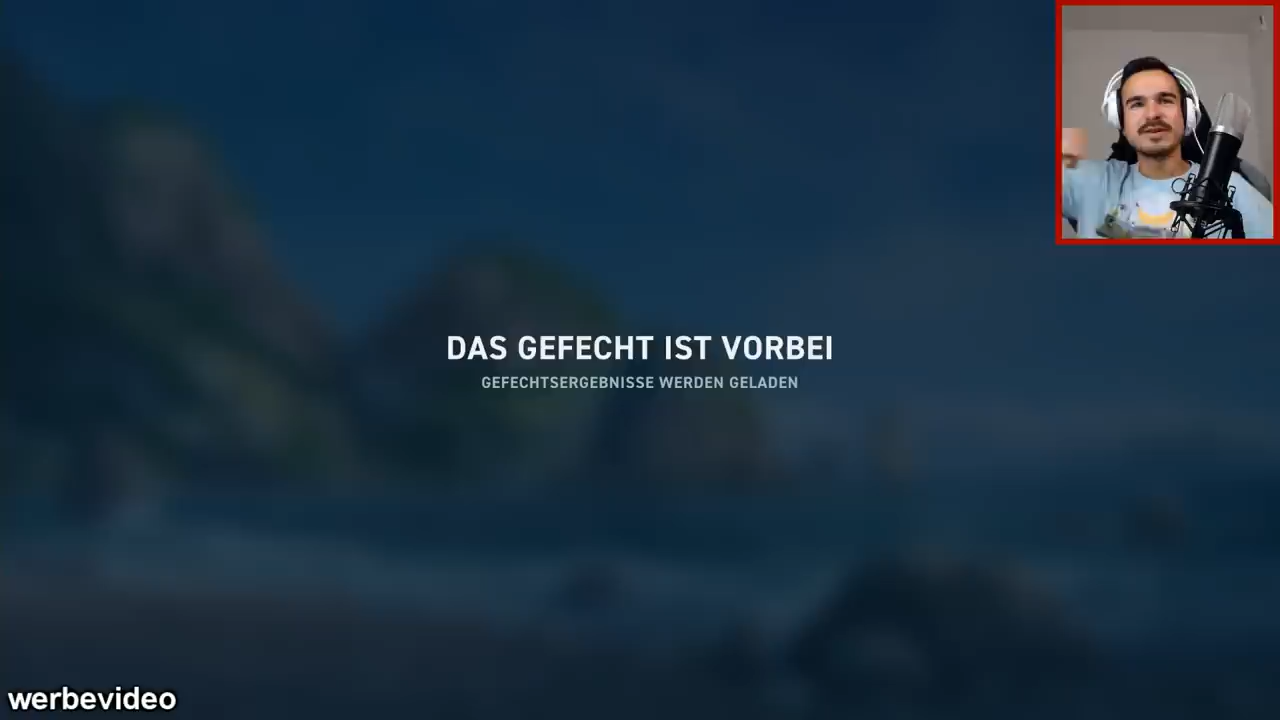 DAS GEFECHT IST VORBEI
GEFECHTSERGEBNISSE WERDEN GELADEN
werbevideo